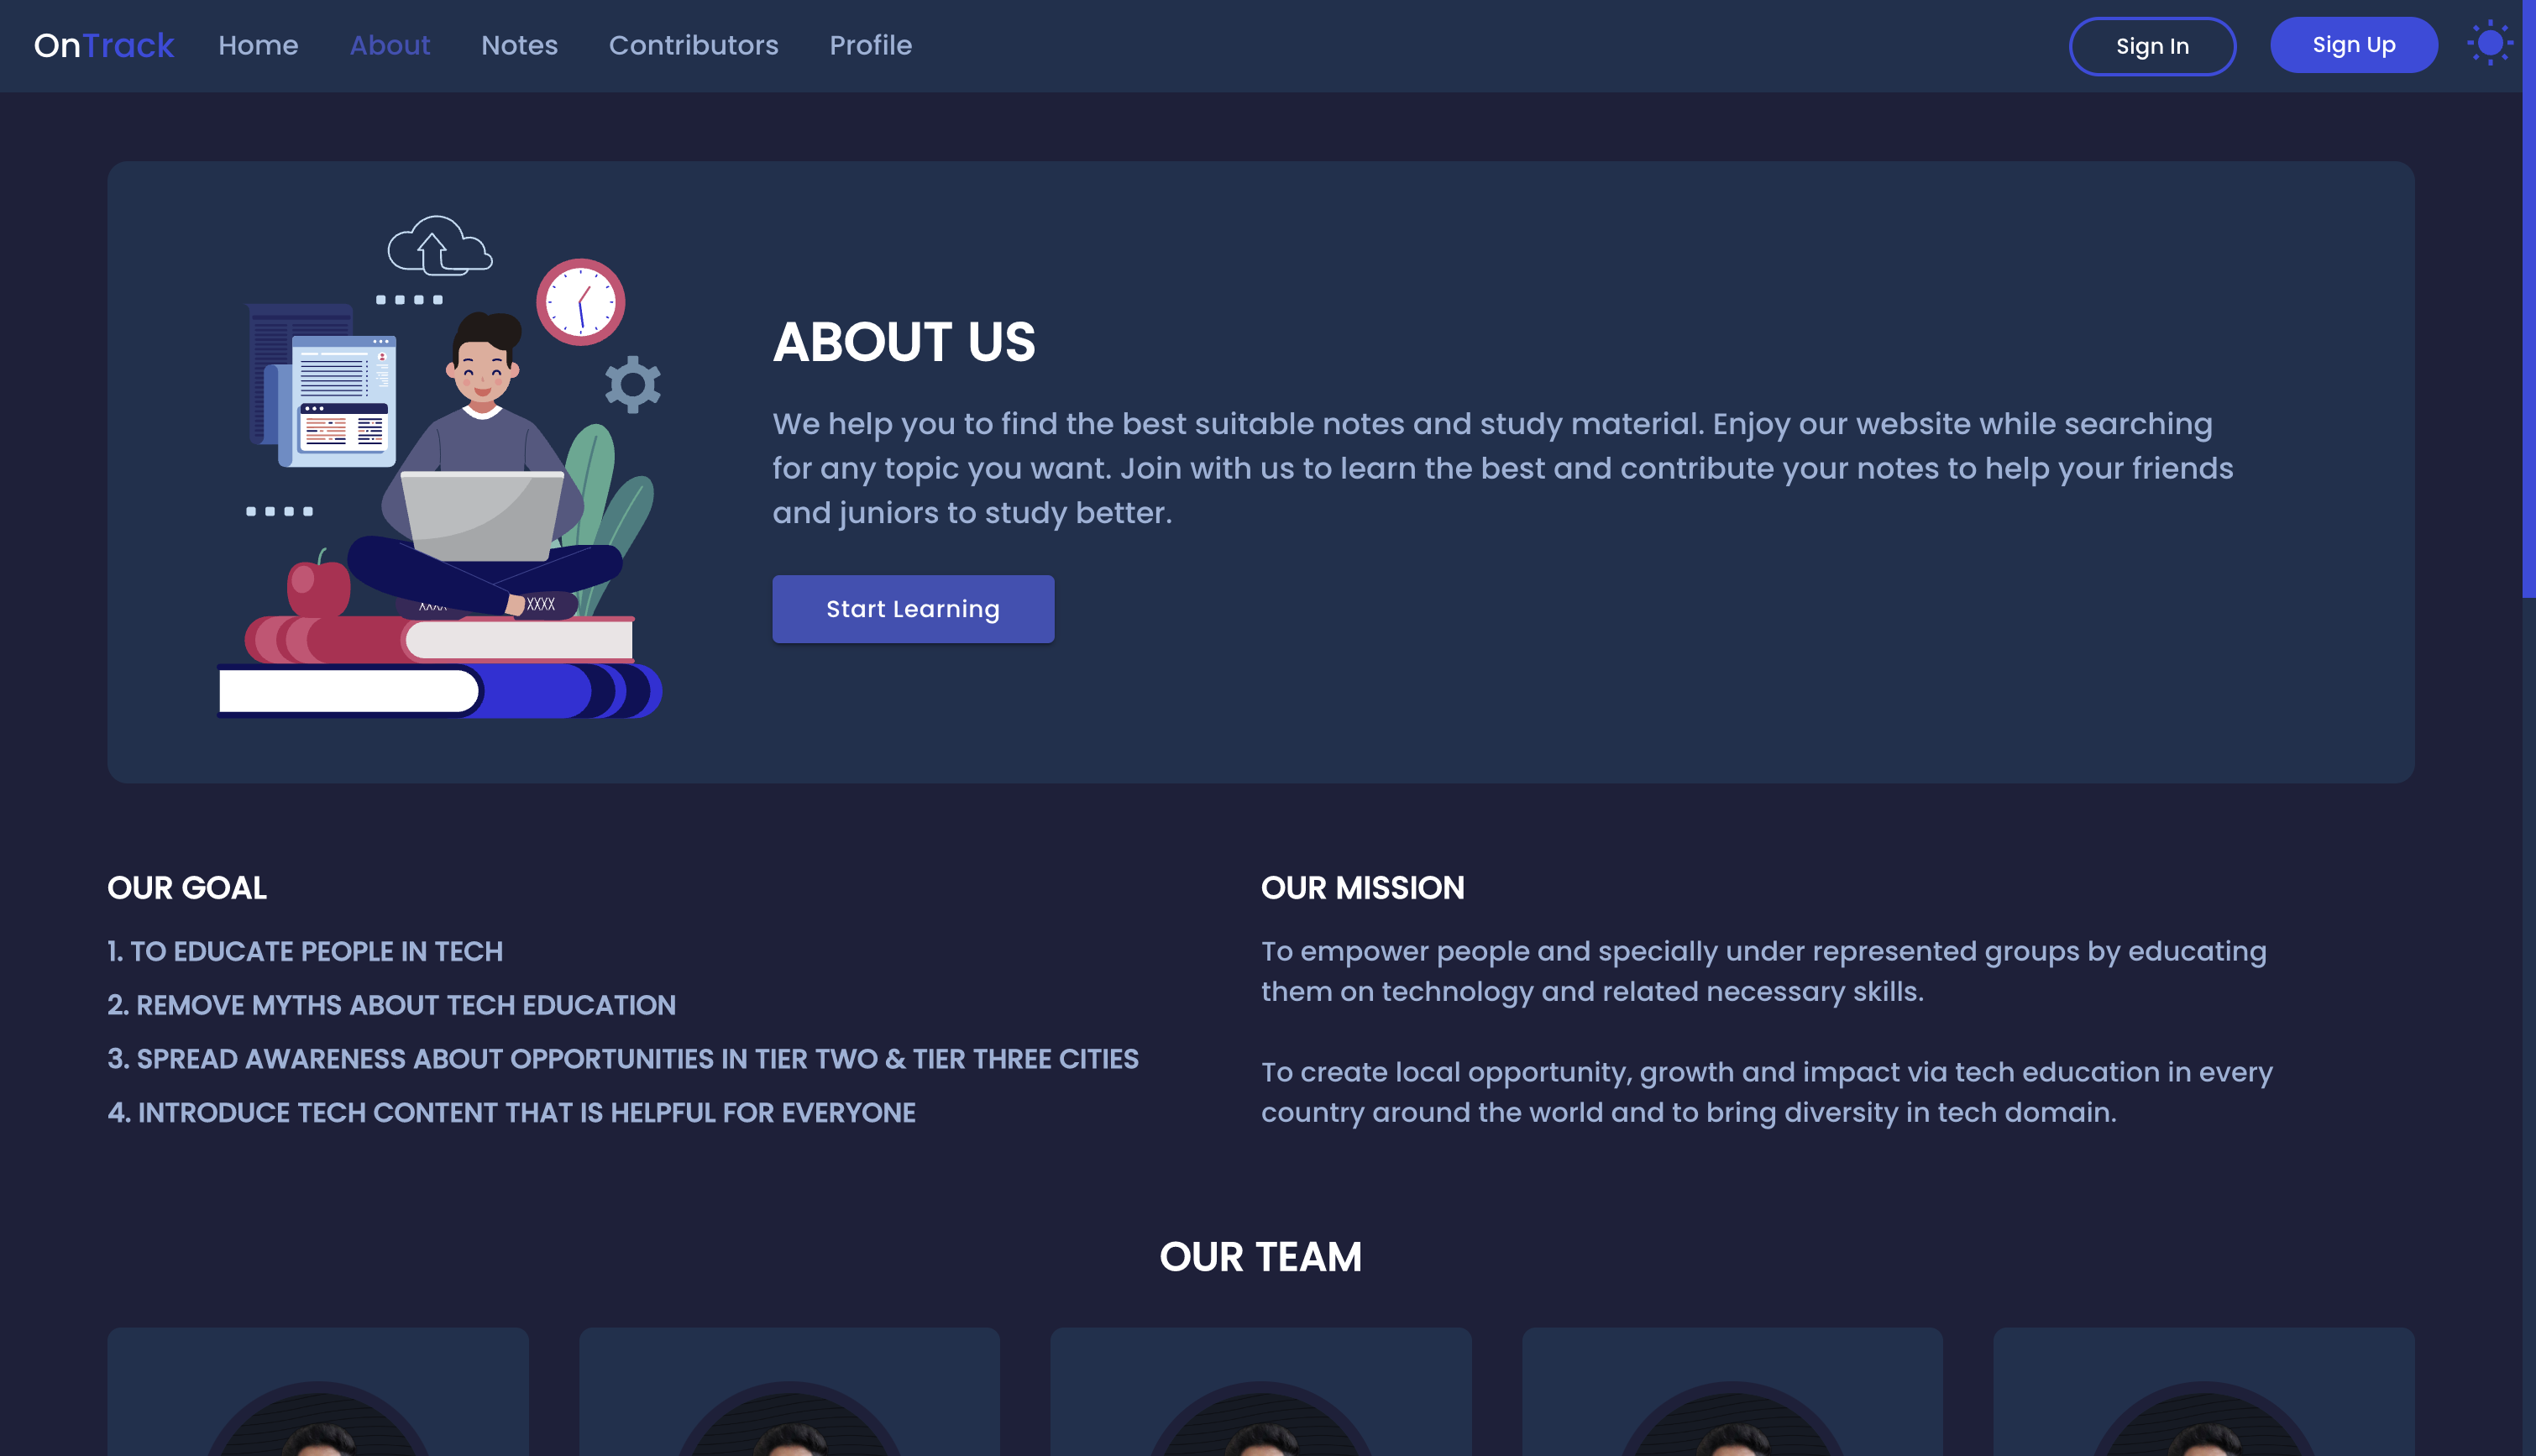 OnTrack Home About Notes Contributors Profile Sign In Sign Up
ABOUT US
We help you to find the best suitable notes and study material. Enjoy our website while searching
for any topic you want. Join with us to learn the best and contribute your notes to help your friends
and juniors to study better.
Start Learning
OUR GOAL
1. TO EDUCATE PEOPLE IN TECH
2. REMOVE MYTHS ABOUT TECH EDUCATION
3. SPREAD AWARENESS ABOUT OPPORTUNITIES IN TIER TWO & TIER THREE CITIES
4. INTRODUCE TECH CONTENT THAT IS HELPFUL FOR EVERYONE
OUR MISSION
To empower people and specially under represented groups by educating
them on technology and related necessary skills.
To create local opportunity, growth and impact via tech education in every
country around the world and to bring diversity in tech domain.
OUR TEAM